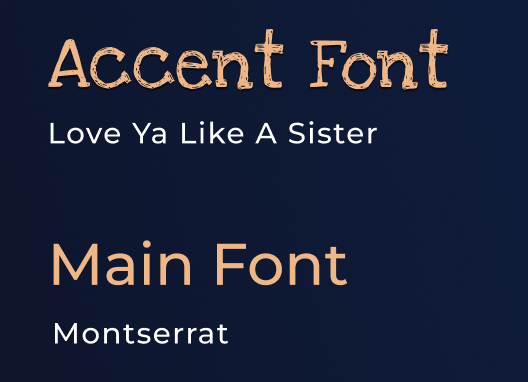 Accent Font
Love Ya Like A Sister
Main Font
Montserrat